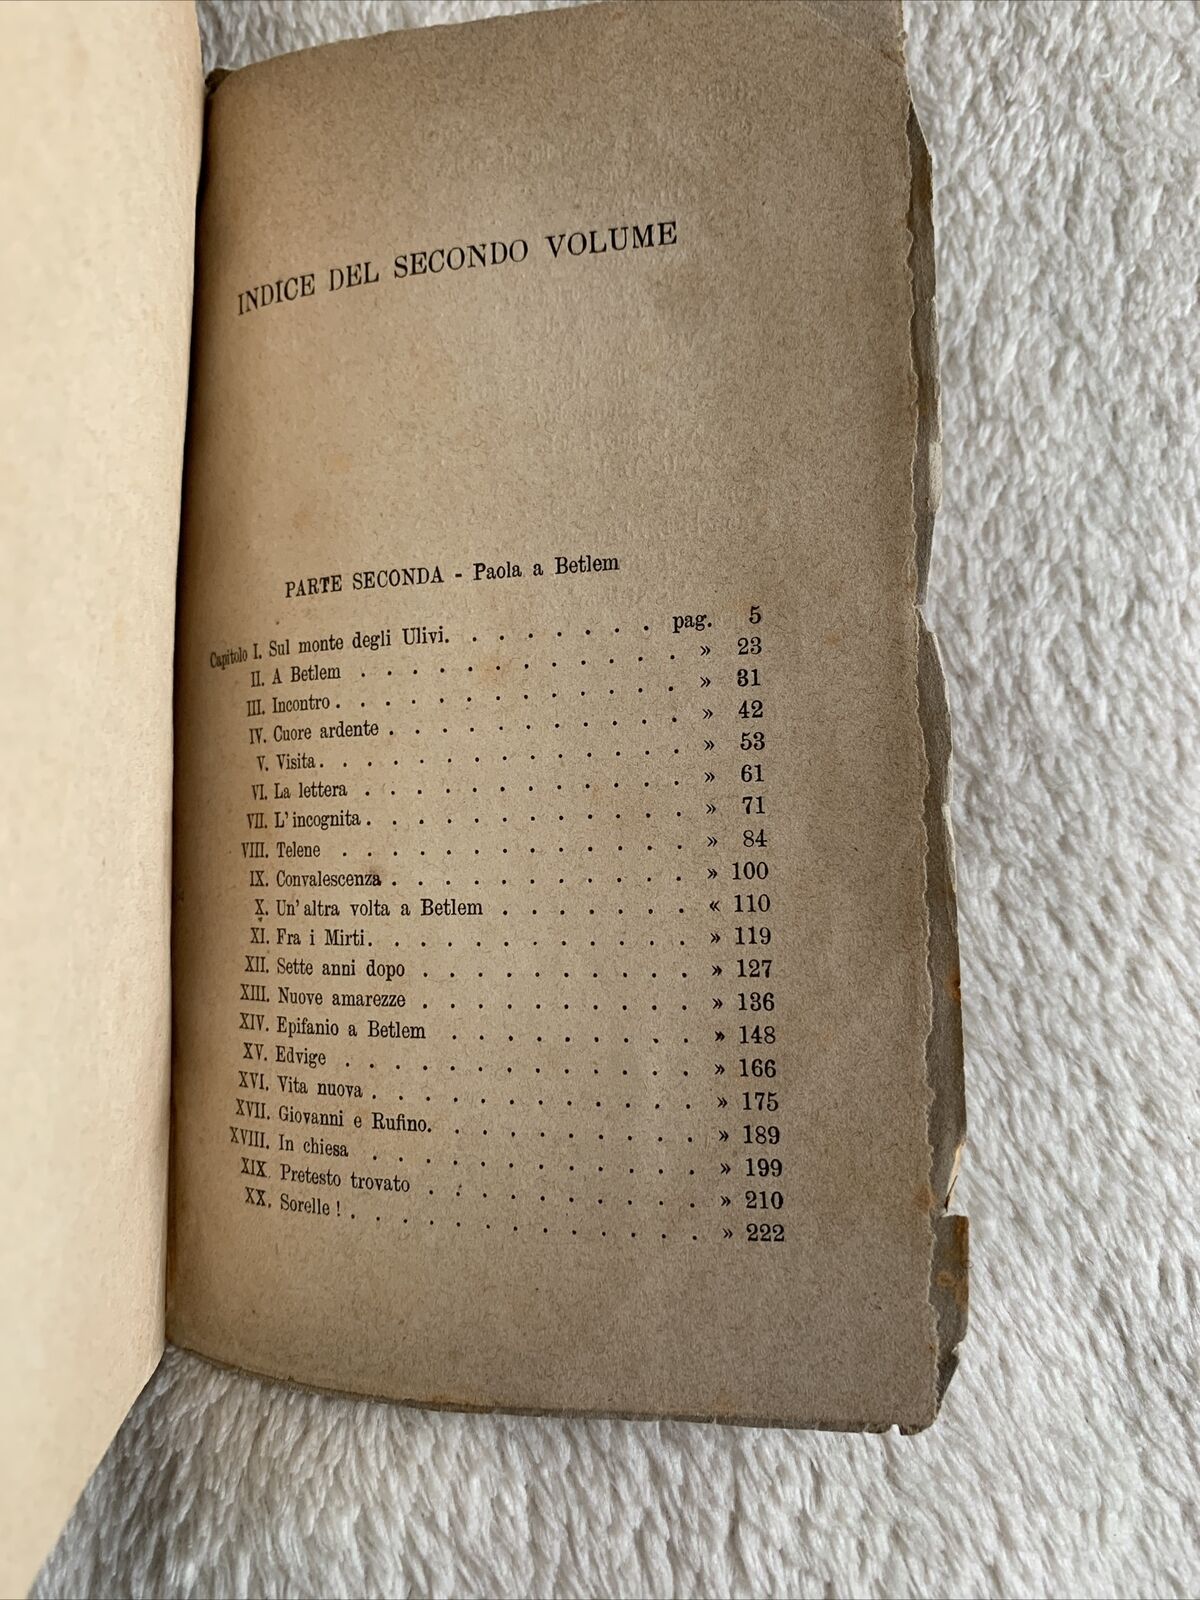 INDICE DEL SECONDO VOLUME
PARTE SECONDA - Paola a Betlem
Capitolo I. Sul monte degli Ulivi. . . . . . . . pag. 5
II. A Betlem . . . . . . . . . . . . » 23
III. Incontro . . . . . . . . . . . . . » 31
IV. Cuore ardente . . . . . . . . . . . » 42
V. Visita . . . . . . . . . . . . . . » 53
VI. La lettera . . . . . . . . . . . . » 61
VII. L'incognita . . . . . . . . . . . . » 71
VIII. Telene . . . . . . . . . . . . . » 84
IX. Convalescenza . . . . . . . . . . . . » 100
X. Un'altra volta a Betlem . . . . . . . « 110
XI. Fra i Mirti. . . . . . . . . . . . . » 119
XII. Sette anni dopo . . . . . . . . . . » 127
XIII. Nuove amarezze . . . . . . . . . . » 136
XIV. Epifanio a Betlem . . . . . . . . . » 148
XV. Edvige . . . . . . . . . . . . . » 166
XVI. Vita nuova . . . . . . . . . . . . » 175
XVII. Giovanni e Rufino. . . . . . . . . . » 189
XVIII. In chiesa . . . . . . . . . . . . » 199
XIX. Pretesto trovato . . . . . . . . . . » 210
XX. Sorelle ! . . . . . . . . . . . . . » 222